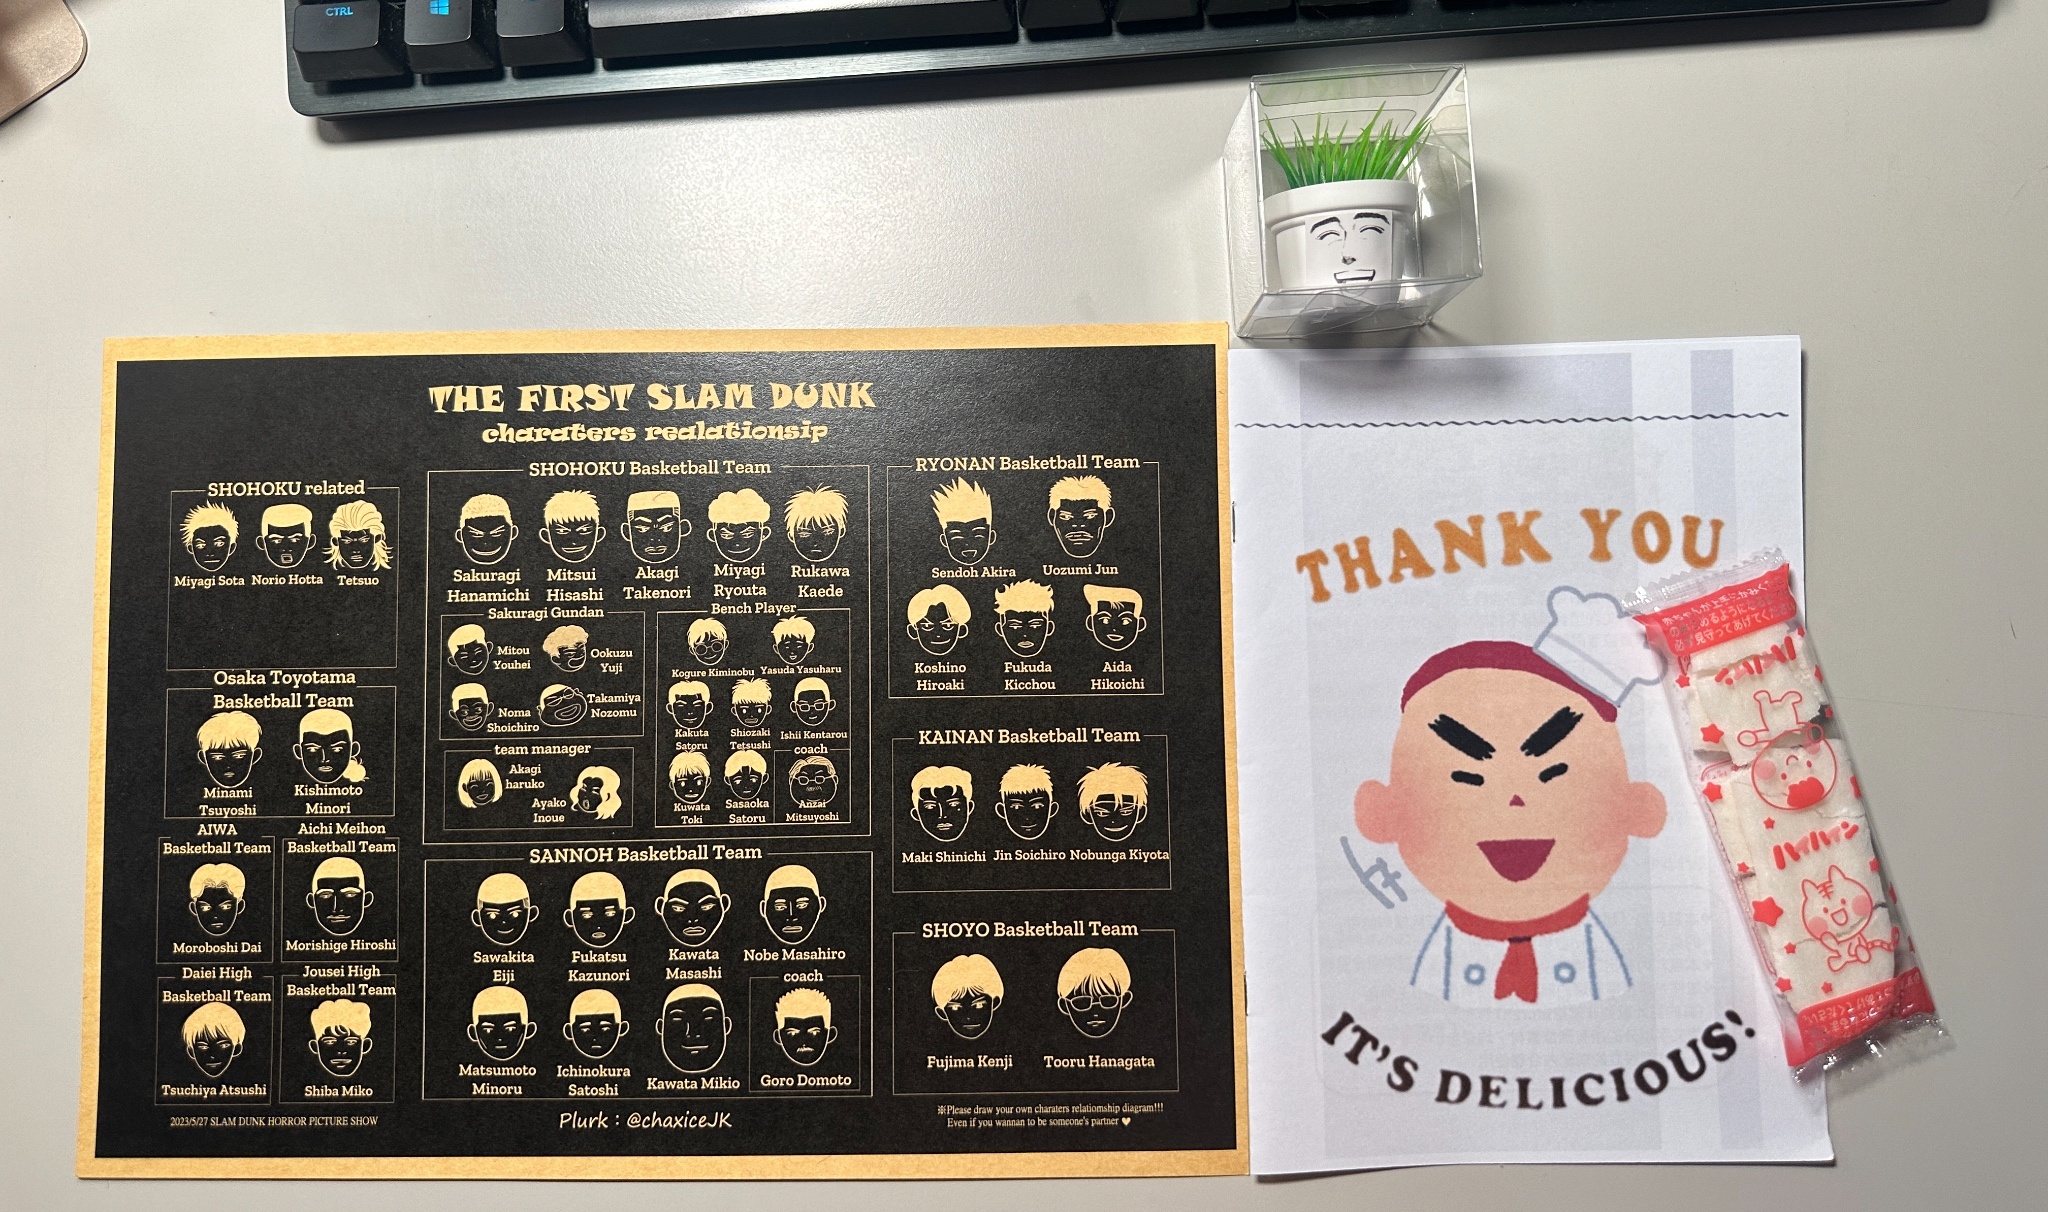 CTRL
THE FIRST SLAM DUNK
charaters realationsip
SHOHOKU related
Miyagi Sota
Norio Hotta
Tetsuo
Osaka Toyotama
Basketball Team
Minami
Tsuyoshi
Kishimoto
Minori
AIWA
Basketball Team
Moroboshi Dai
Aichi Meihon
Basketball Team
Morishige Hiroshi
Daiei High
Basketball Team
Tsuchiya Atsushi
Jousei High
Basketball Team
Shiba Miko
2023/5/27 SLAM DUNK HORROR PICTURE SHOW
SHOHOKU Basketball Team
Sakuragi
Hanamichi
Mitsui
Hisashi
Akagi
Takenori
Miyagi
Ryouta
Rukawa
Kaede
Sakuragi Gundan
Mitou
Youhei
Ookuzu
Yuji
Noma
Shoichiro
Takamiya
Nozomu
team manager
Akagi
haruko
Ayako
Inoue
Bench Player
Kogure Kiminobu
Yasuda Yasuharu
Kakuta
Satoru
Shiozaki
Tetsushi
Ishii Kentarou
Kuwata
Toki
Sasaoka
Satoru
coach
Anzai
Mitsuyoshi
SANNOH Basketball Team
Sawakita
Eiji
Fukatsu
Kazunori
Kawata
Masashi
Nobe Masahiro
Matsumoto
Minoru
Ichinokura
Satoshi
Kawata Mikio
coach
Goro Domoto
Plurk : @chaxiceJK
RYONAN Basketball Team
Sendoh Akira
Uozumi Jun
Koshino
Hiroaki
Fukuda
Kicchou
Aida
Hikoichi
KAINAN Basketball Team
Maki Shinichi
Jin Soichiro
Nobunga Kiyota
SHOYO Basketball Team
Fujima Kenji
Tooru Hanagata
※Please draw your own charaters relatiomship diagram!!!
Even if you wannan to be someone's partner ♥
THANK YOU
IT'S DELICIOUS!
ハイハイン